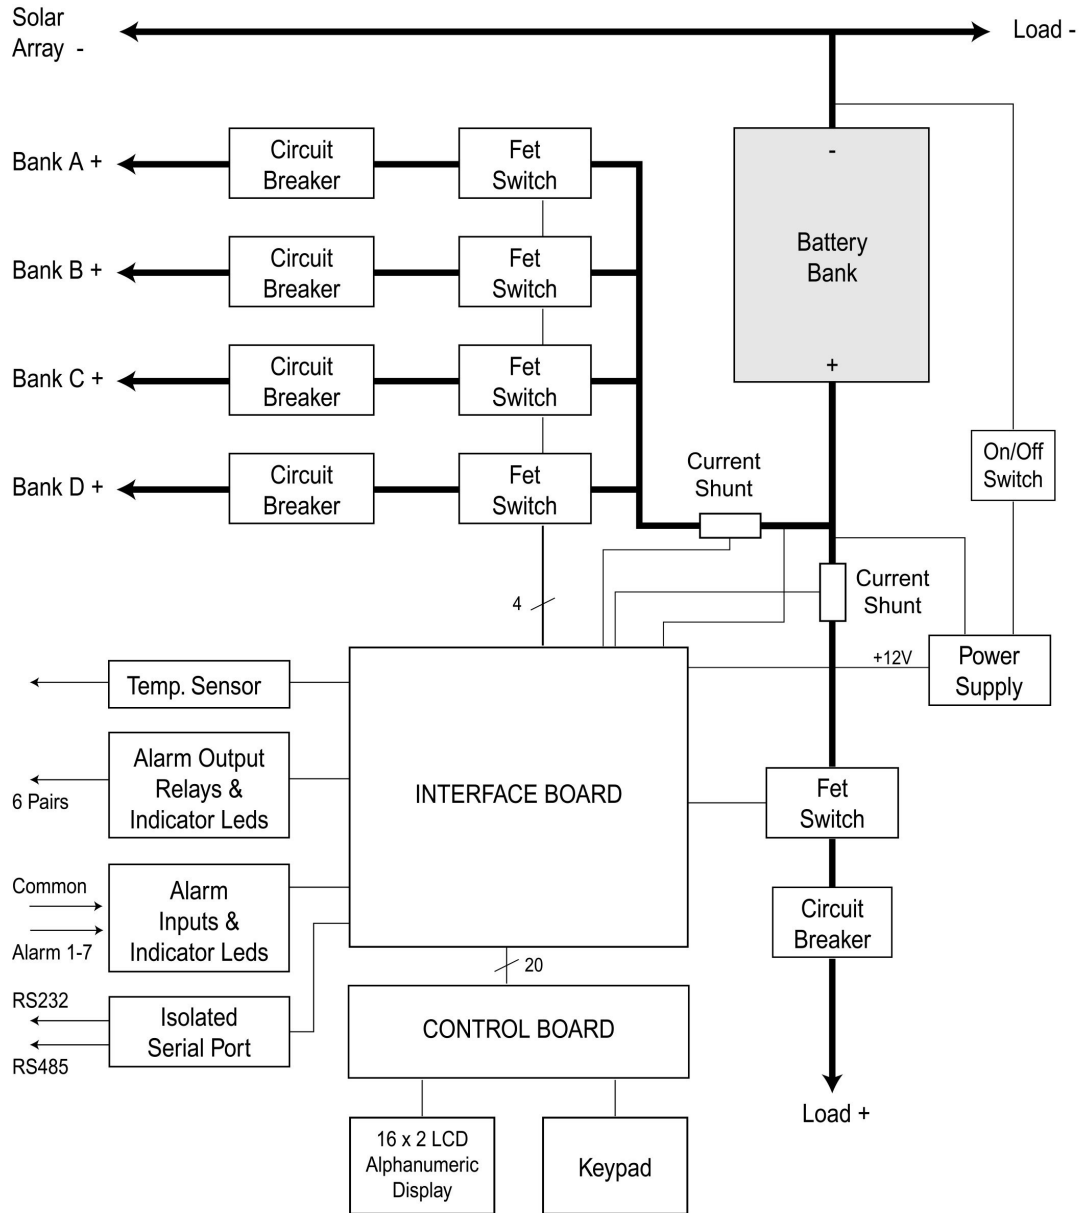 Solar
Array -
Load -
Bank A +
Circuit
Breaker
Fet
Switch
-
Battery
Bank
+
Bank B +
Circuit
Breaker
Fet
Switch
Bank C +
Circuit
Breaker
Fet
Switch
Bank D +
Circuit
Breaker
Fet
Switch
Current
Shunt
On/Off
Switch
Current
Shunt
4
+12V
Power
Supply
Temp. Sensor
Alarm Output
Relays &
Indicator Leds
6 Pairs
INTERFACE BOARD
Fet
Switch
Common
Alarm 1-7
Alarm
Inputs &
Indicator Leds
Circuit
Breaker
20
RS232
RS485
Isolated
Serial Port
CONTROL BOARD
Load +
16 x 2 LCD
Alphanumeric
Display
Keypad